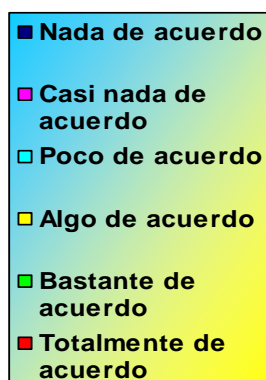 Nada de acuerdo
Casi nada de
acuerdo
Poco de acuerdo
Algo de acuerdo
Bastante de
acuerdo
Totalmente de
acuerdo